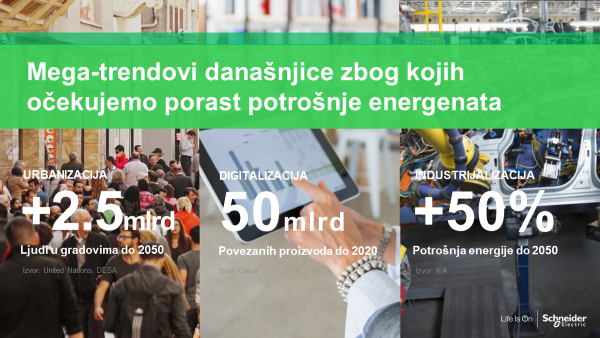 Mega-trendovi današnjice zbog kojih
očekujemo porast potrošnje energenata
URBANIZACIJA
+2.5mlrd
Ljudi u gradovima do 2050
Izvor: United Nations, DESA
DIGITALIZACIJA
50mlrd
Povezanih proizvoda do 2020
Izvor: Cisco
INDUSTRIJALIZACIJA
+50%
Potrošnja energije do 2050
Izvor: IEA
Life Is On
Schneider
Electric